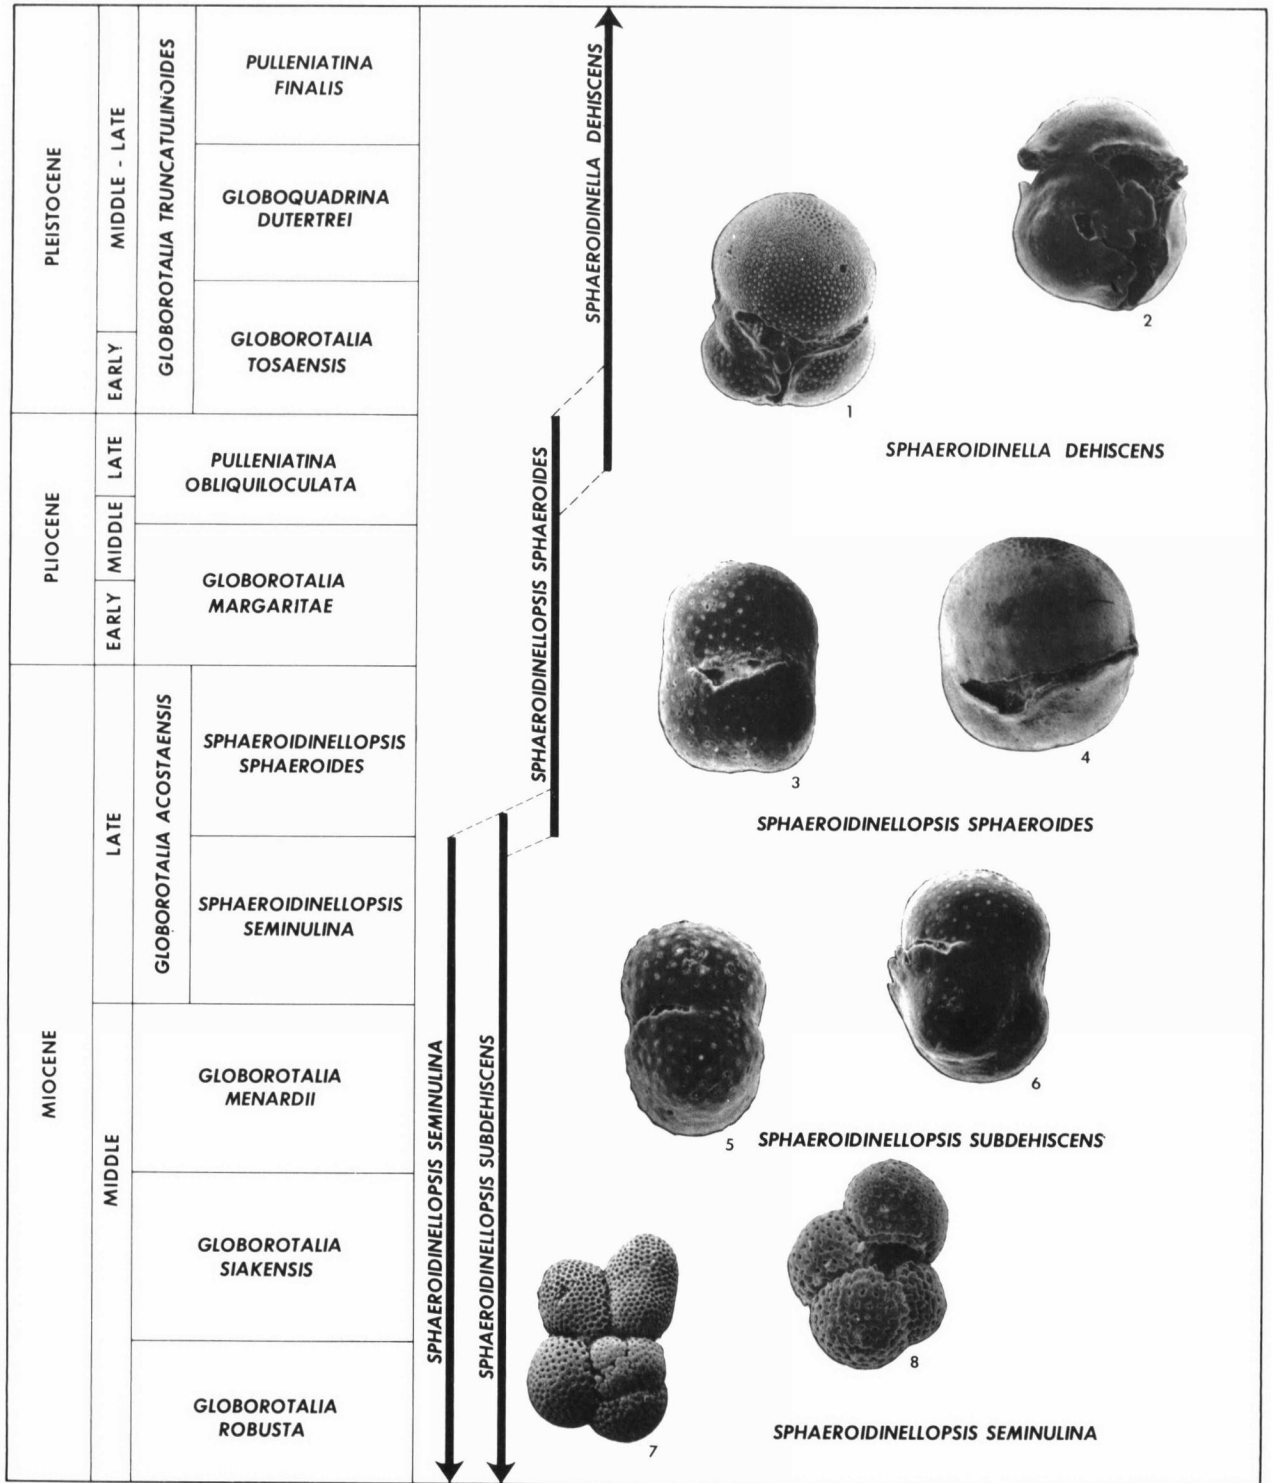 PLEISTOCENE
MIDDLE - LATE
EARLY
GLOBOROTALIA TRUNCATULINOIDES
PULLENIATINA
FINALIS
GLOBOQUADRINA
DUTERTREI
GLOBOROTALIA
TOSAENSIS
PLIOCENE
LATE
MIDDLE
EARLY
PULLENIATINA
OBLIQUILOCULATA
GLOBOROTALIA
MARGARITAE
MIOCENE
LATE
MIDDLE
GLOBOROTALIA ACOSTAENSIS
SPHAEROIDINELLOPSIS
SPHAEROIDES
SPHAEROIDINELLOPSIS
SEMINULINA
GLOBOROTALIA
MENARDII
GLOBOROTALIA
SIAKENSIS
GLOBOROTALIA
ROBUSTA
SPHAEROIDINELLOPSIS SEMINULINA
SPHAEROIDINELLOPSIS SUBDEHISCENS
SPHAEROIDINELLOPSIS SPHAEROIDES
SPHAEROIDINELLA DEHISCENS
1
2
SPHAEROIDINELLA DEHISCENS
3
4
SPHAEROIDINELLOPSIS SPHAEROIDES
5
6
SPHAEROIDINELLOPSIS SUBDEHISCENS
7
8
SPHAEROIDINELLOPSIS SEMINULINA